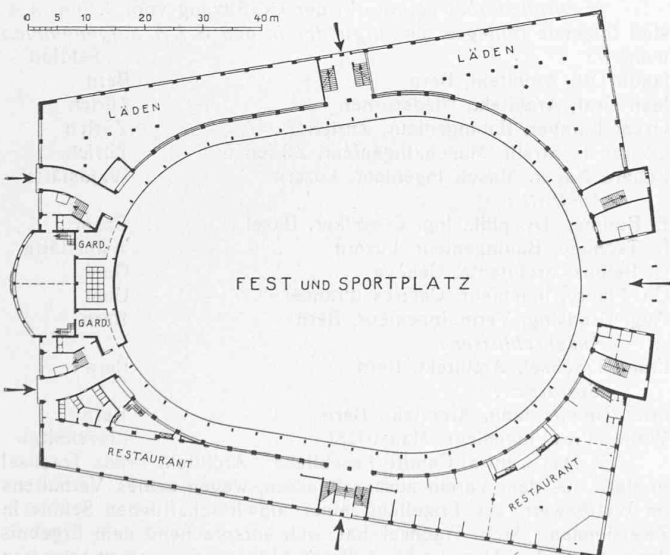 0 5 10 20 30 40 m
LÄDEN
LÄDEN
GARD.
FEST UND SPORTPLATZ
GARD.
RESTAURANT
RESTAURANT